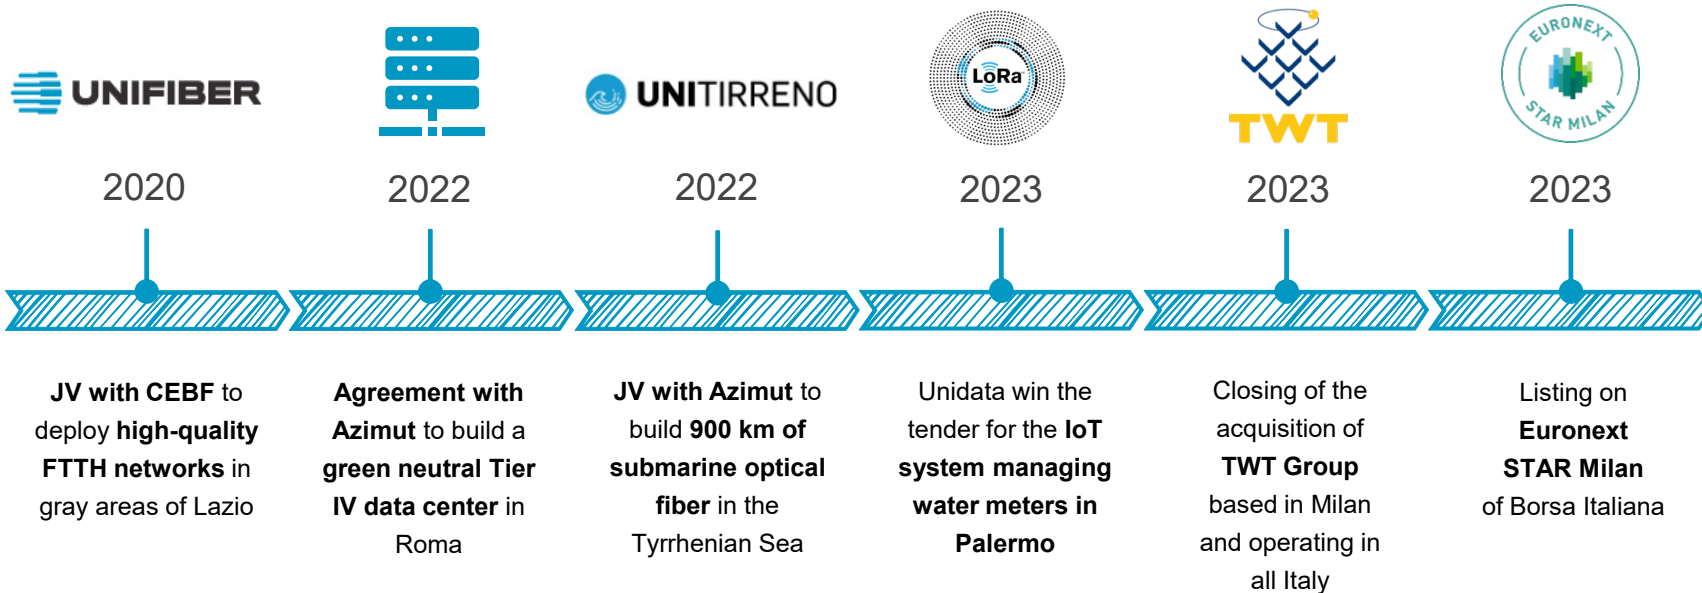 UNIFIBER
2020
JV with CEBF to
deploy high-quality
FTTH networks in
gray areas of Lazio
2022
Agreement with
Azimut to build a
green neutral Tier
IV data center in
Roma
UNITIRRENO
2022
JV with Azimut to
build 900 km of
submarine optical
fiber in the
Tyrrhenian Sea
LoRa
2023
Unidata win the
tender for the IoT
system managing
water meters in
Palermo
TWT
2023
Closing of the
acquisition of
TWT Group
based in Milan
and operating in
all Italy
EURONEXT
STAR MILAN
2023
Listing on
Euronext
STAR Milan
of Borsa Italiana